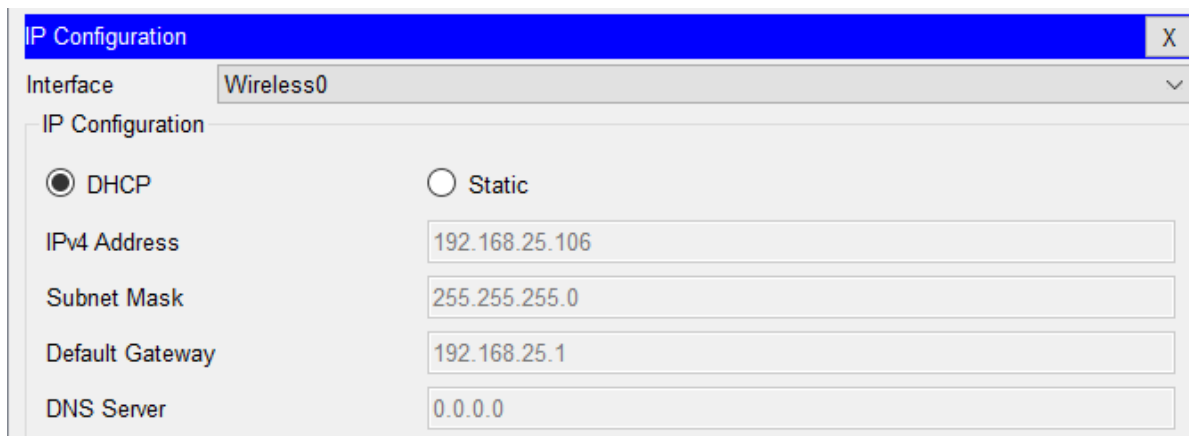 IP Configuration X
Interface Wireless0
IP Configuration
DHCP Static
IPv4 Address 192.168.25.106
Subnet Mask 255.255.255.0
Default Gateway 192.168.25.1
DNS Server 0.0.0.0